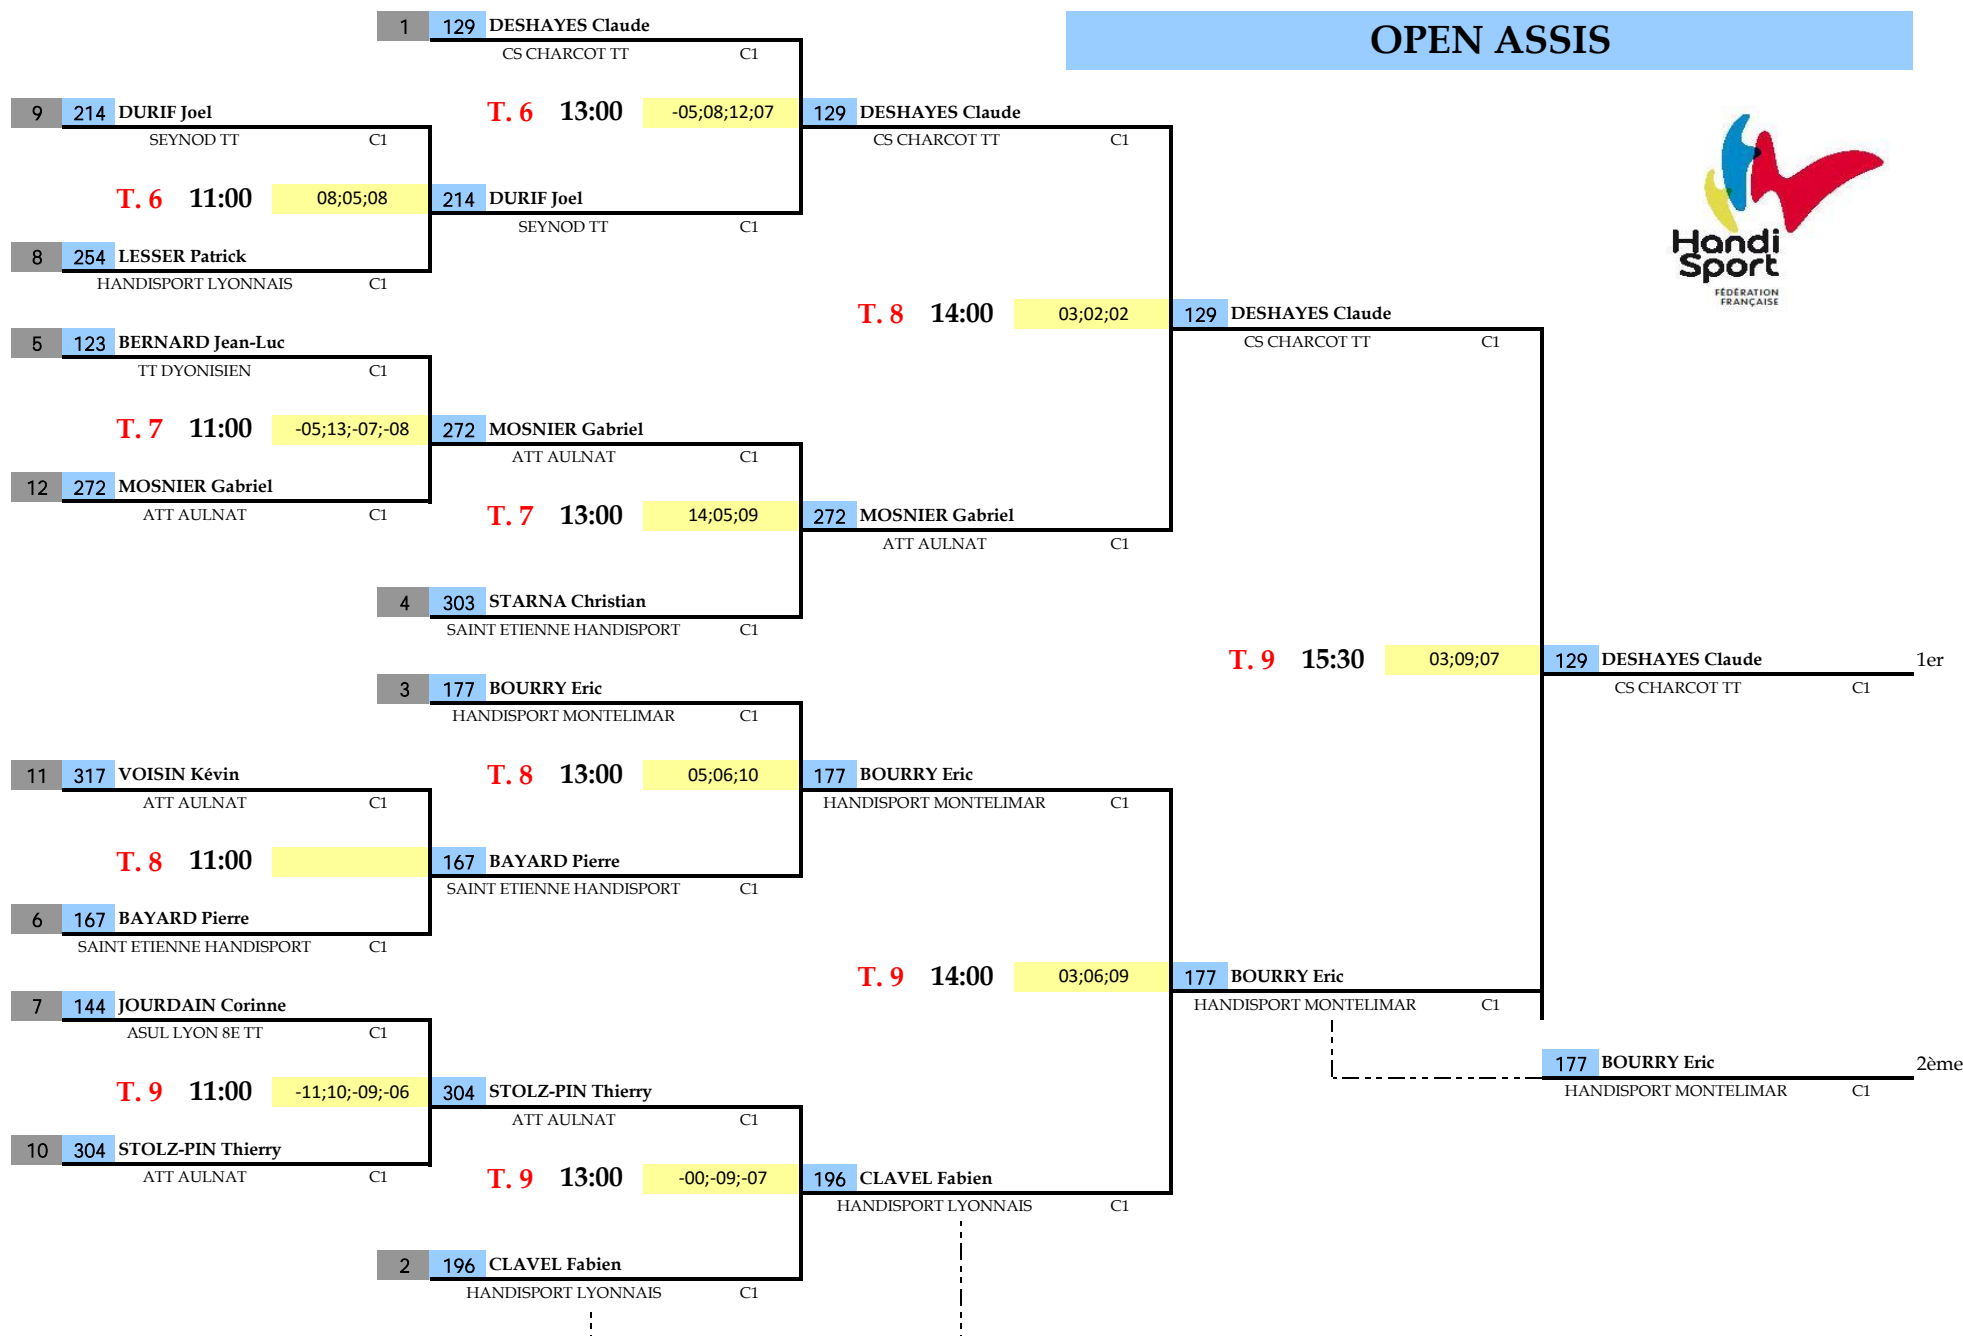 1 129 DESHAYES Claude
OPEN ASSIS
CS CHARCOT TT C1
9 214 DURIF Joel T. 6 13:00 -05;08;12;07 129 DESHAYES Claude
SEYNOD TT C1 CS CHARCOT TT C1
T. 6 11:00 08;05;08 214 DURIF Joel
SEYNOD TT C1
8 254 LESSER Patrick
HANDISPORT LYONNAIS C1
Handi
Sport
FÉDÉRATION
FRANÇAISE
T. 8 14:00 03;02;02 129 DESHAYES Claude
5 123 BERNARD Jean-Luc CS CHARCOT TT C1
TT DYONISIEN C1
T. 7 11:00 -05;13;-07;-08 272 MOSNIER Gabriel
ATT AULNAT C1
12 272 MOSNIER Gabriel
ATT AULNAT C1 T. 7 13:00 14;05;09 272 MOSNIER Gabriel
ATT AULNAT C1
4 303 STARNA Christian
SAINT ETIENNE HANDISPORT C1
T. 9 15:30 03;09;07 129 DESHAYES Claude 1er
3 177 BOURRY Eric CS CHARCOT TT C1
HANDISPORT MONTELIMAR C1
11 317 VOISIN Kévin T. 8 13:00 05;06;10 177 BOURRY Eric
ATT AULNAT C1 HANDISPORT MONTELIMAR C1
T. 8 11:00 167 BAYARD Pierre
SAINT ETIENNE HANDISPORT C1
6 167 BAYARD Pierre
SAINT ETIENNE HANDISPORT C1
T. 9 14:00 03;06;09 177 BOURRY Eric
7 144 JOURDAIN Corinne HANDISPORT MONTELIMAR C1
ASUL LYON 8E TT C1
177 BOURRY Eric 2ème
T. 9 11:00 -11;10;-09;-06 304 STOLZ-PIN Thierry HANDISPORT MONTELIMAR C1
ATT AULNAT C1
10 304 STOLZ-PIN Thierry
ATT AULNAT C1 T. 9 13:00 -00;-09;-07 196 CLAVEL Fabien
HANDISPORT LYONNAIS C1
2 196 CLAVEL Fabien
HANDISPORT LYONNAIS C1